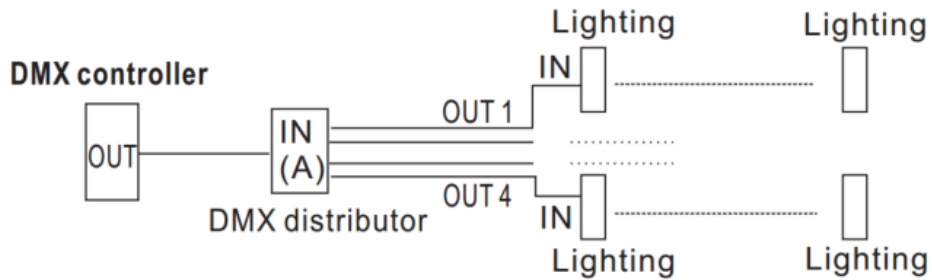 Lighting
Lighting
DMX controller
IN
OUT 1
OUT
IN
(A)
OUT 4
DMX distributor
IN
Lighting
Lighting